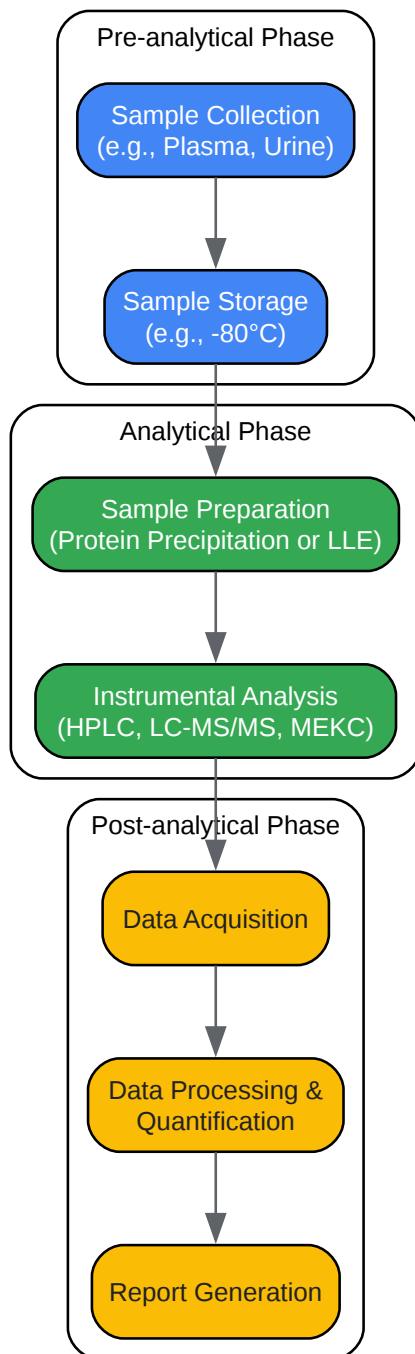 Pre-analytical Phase
Sample Collection
(e.g., Plasma, Urine)
Sample Storage
(e.g., -80°C)
Analytical Phase
Sample Preparation
(Protein Precipitation or LLE)
Instrumental Analysis
(HPLC, LC-MS/MS, MEKC)
Post-analytical Phase
Data Acquisition
Data Processing &
Quantification
Report Generation